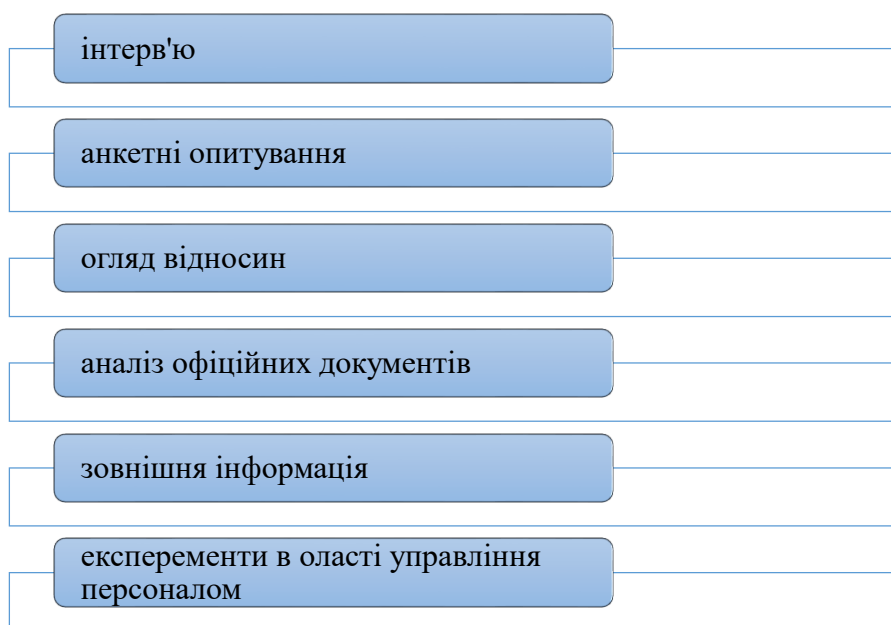 інтерв'ю
анкетні опитування
огляд відносин
аналіз офіційних документів
зовнішня інформація
експеременти в оласті управління
персоналом